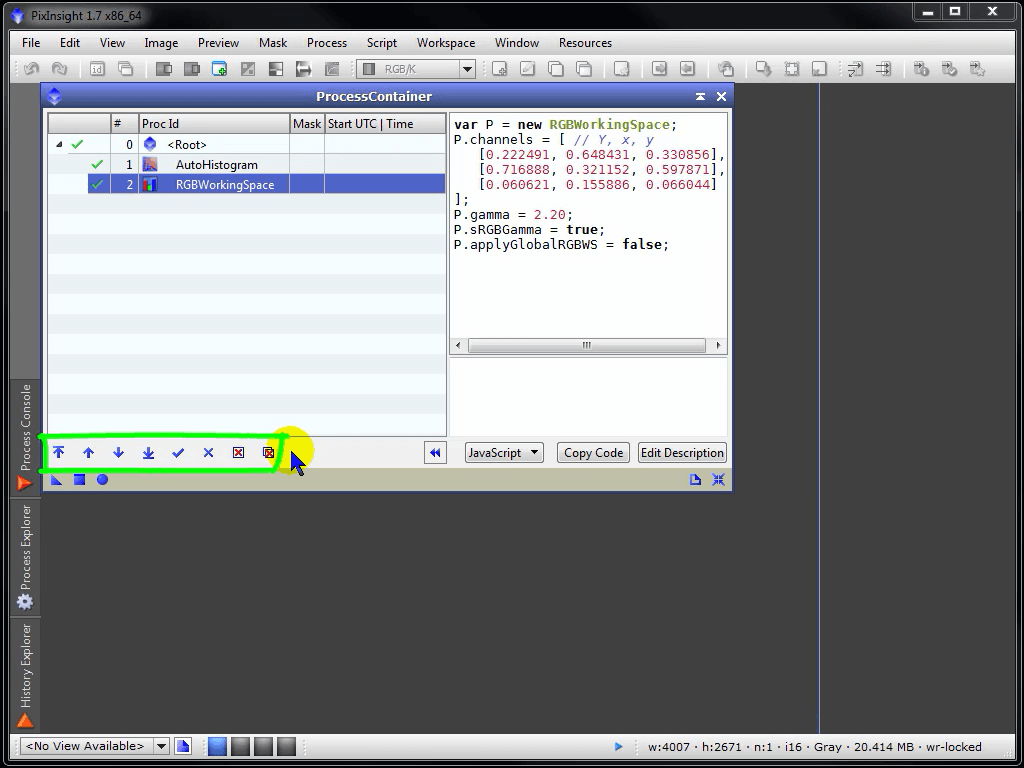 PixInsight 1.7 x86_64
File Edit View Image Preview Mask Process Script Workspace Window Resources
RGB/K
ProcessContainer
# Proc Id Mask Start UTC | Time
0 <Root>
1 AutoHistogram
2 RGBWorkingSpace
var P = new RGBWorkingSpace;
P.channels = [ // Y, x, y
[0.222491, 0.648431, 0.330856],
[0.716888, 0.321152, 0.597871],
[0.060621, 0.155886, 0.066044]
];
P.gamma = 2.20;
P.sRGBGamma = true;
P.applyGlobalRGBWS = false;
JavaScript Copy Code Edit Description
Process Console
Process Explorer
History Explorer
<No View Available>
w:4007 · h:2671 · n:1 · i16 · Gray · 20.414 MB · wr-locked